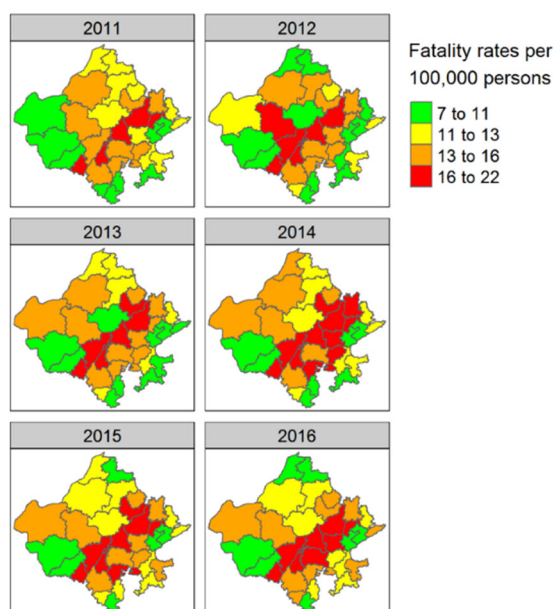 2011
2012
Fatality rates per
100,000 persons
7 to 11
11 to 13
13 to 16
16 to 22
2013
2014
2015
2016